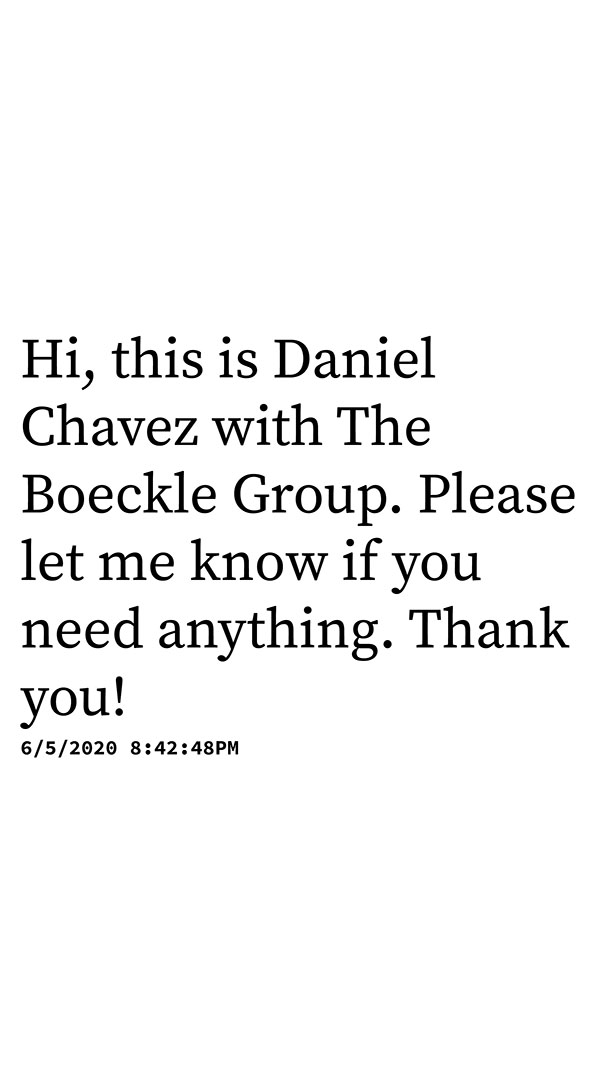 Hi, this is Daniel
Chavez with The
Boeckle Group. Please
let me know if you
need anything. Thank
you!
6/5/2020 8:42:48PM